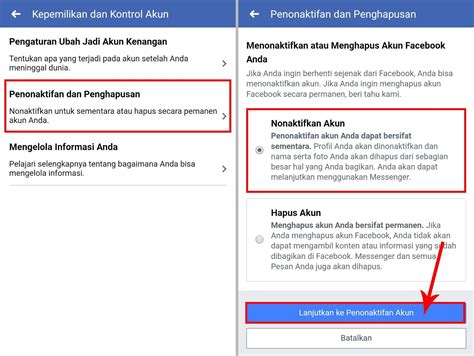 Kepemilikan dan Kontrol Akun
Pengaturan Ubah Jadi Akun Kenangan
Tentukan apa yang terjadi pada akun setelah Anda
meninggal dunia.
Penonaktifan dan Penghapusan
Nonaktifkan untuk sementara atau hapus secara pemanen
akun Anda.
Mengelola Informasi Anda
Pelajari selengkapnya tentang bagaimana Anda bisa
mengelola informasi.
Penonaktifan dan Penghapusan
Menonaktifkan atau Menghapus Akun Facebook
Anda
Jika Anda ingin berhenti sejenak dari Facebook, Anda bisa
menonaktifkan akun. Jika Anda ingin menghapus akun
Facebook secara permanen, beri tahu kami.
Nonaktifkan Akun
Penonaktifan akun Anda dapat bersifat
sementara. Profil Anda akan dinonaktifkan dan
nama serta foto Anda akan dihapus dari sebagian
besar hal yang Anda bagikan. Anda akan dapat
melanjutkan menggunakan Messenger.
Hapus Akun
Menghapus akun Anda bersifat permanen. Jika
Anda menghapus akun Facebook, Anda tidak akan
dapat mengambil konten atau informasi yang sudah
dibagikan di Facebook. Messenger dan semua
Pesan Anda juga akan dihapus.
Lanjutkan ke Penonaktifan Akun
Batalkan